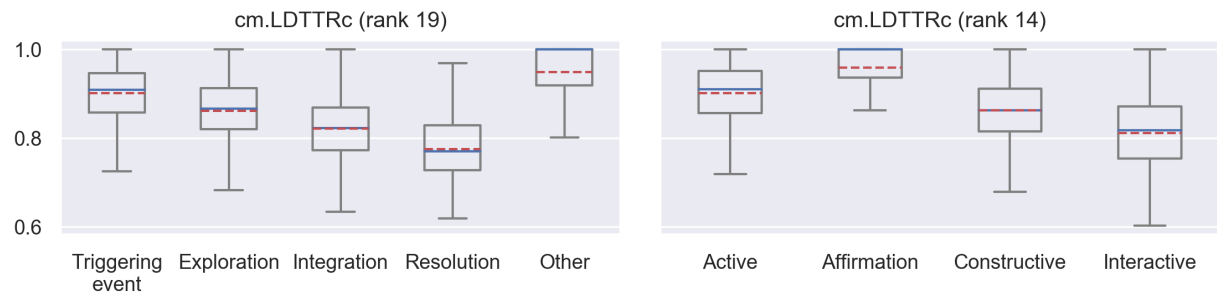 cm.LDTTRc (rank 19)
cm.LDTTRc (rank 14)
1.0
0.8
0.6
Triggering
event
Exploration
Integration
Resolution
Other
Active
Affirmation
Constructive
Interactive